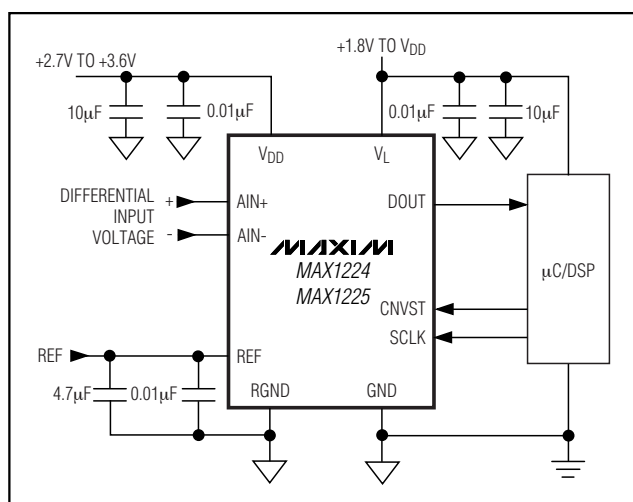 +2.7V TO +3.6V
+1.8V TO VDD
10µF
0.01µF
0.01µF
10µF
VDD
VL
DIFFERENTIAL
INPUT
VOLTAGE
+
-
AIN+
AIN-
DOUT
MAXIM
MAX1224
MAX1225
µC/DSP
CNVST
SCLK
REF
REF
4.7µF
0.01µF
RGND
GND